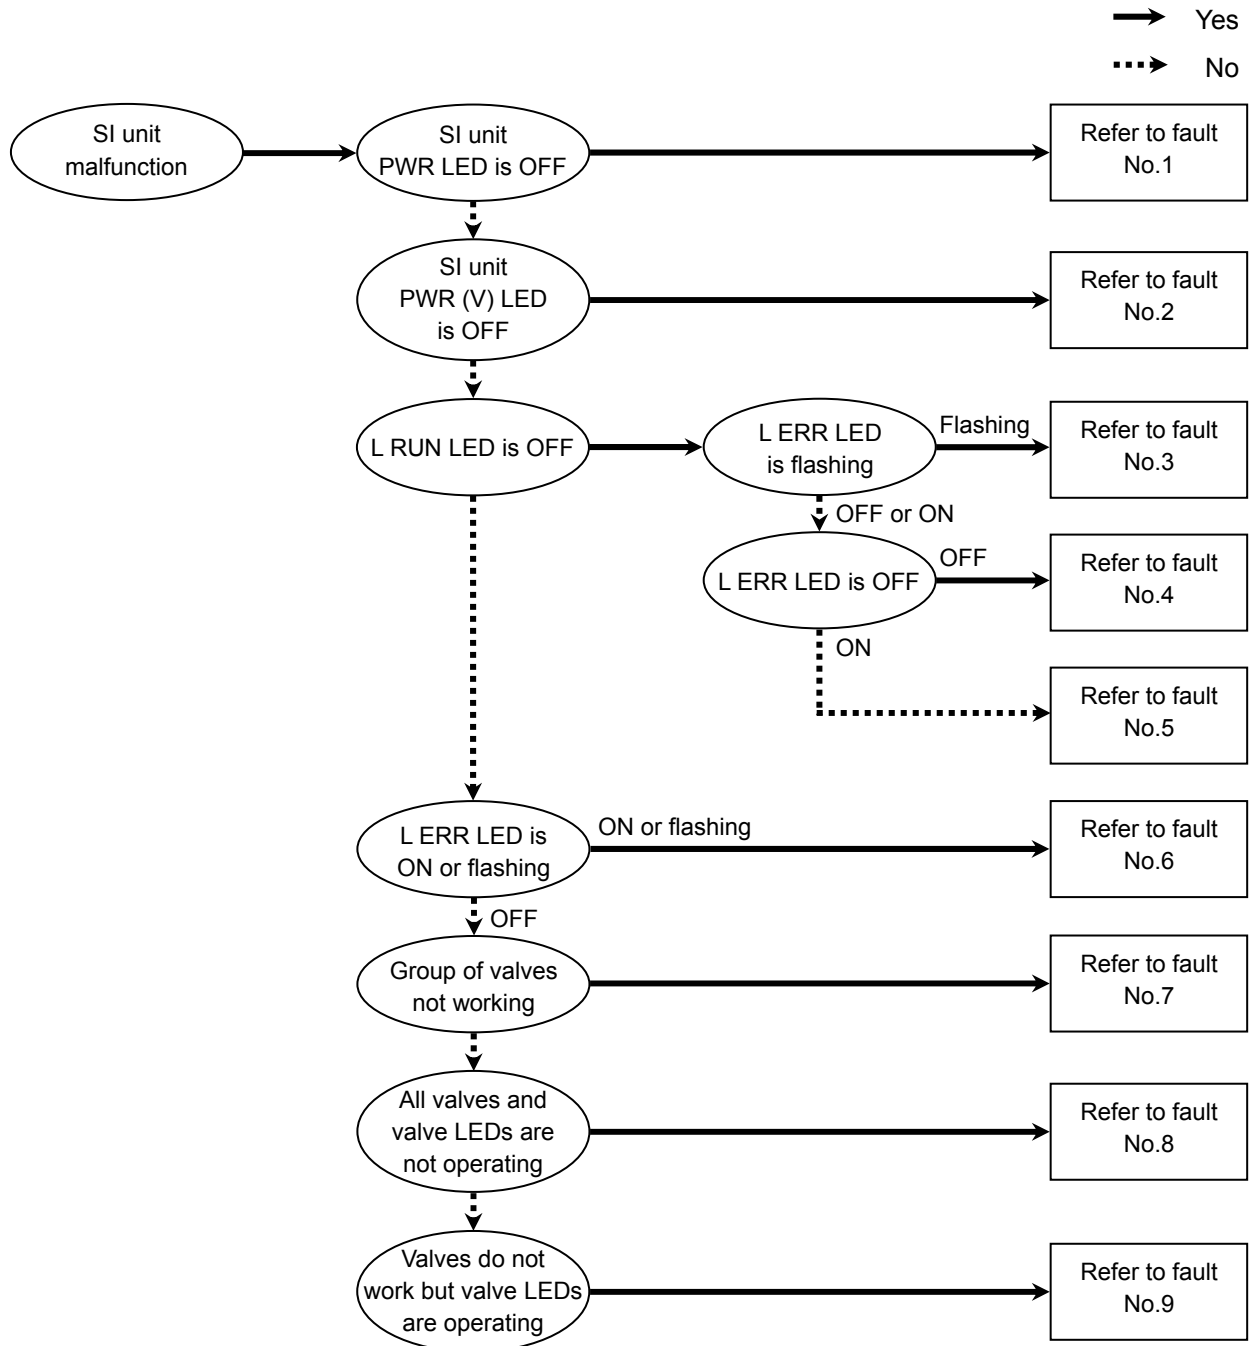 Yes
No
SI unit
malfunction
SI unit
PWR LED is OFF
Refer to fault
No.1
SI unit
PWR (V) LED
is OFF
Refer to fault
No.2
L RUN LED is OFF
L ERR LED
is flashing
Flashing
Refer to fault
No.3
OFF or ON
L ERR LED is OFF
OFF
Refer to fault
No.4
ON
Refer to fault
No.5
L ERR LED is
ON or flashing
ON or flashing
Refer to fault
No.6
OFF
Group of valves
not working
Refer to fault
No.7
All valves and
valve LEDs are
not operating
Refer to fault
No.8
Valves do not
work but valve LEDs
are operating
Refer to fault
No.9